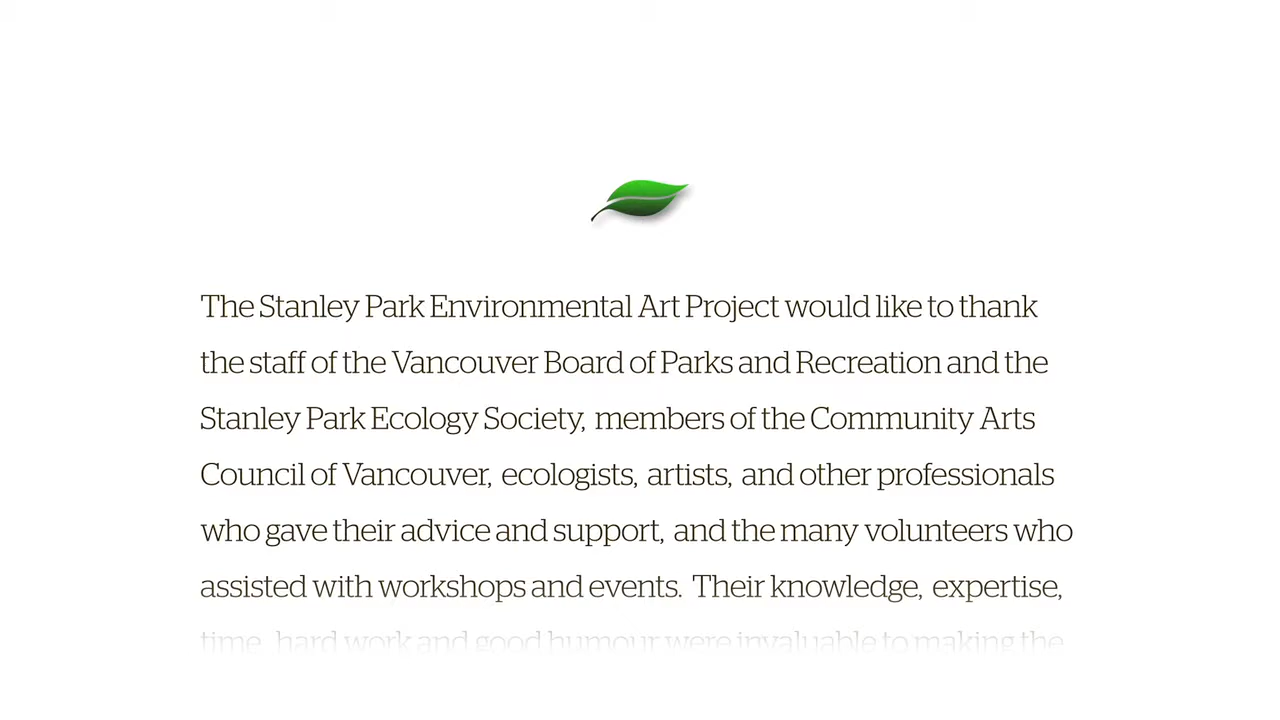 The Stanley Park Environmental Art Project would like to thank
the staff of the Vancouver Board of Parks and Recreation and the
Stanley Park Ecology Society, members of the Community Arts
Council of Vancouver, ecologists, artists, and other professionals
who gave their advice and support, and the many volunteers who
assisted with workshops and events. Their knowledge, expertise,
time, hard work and good humour were invaluable to making the